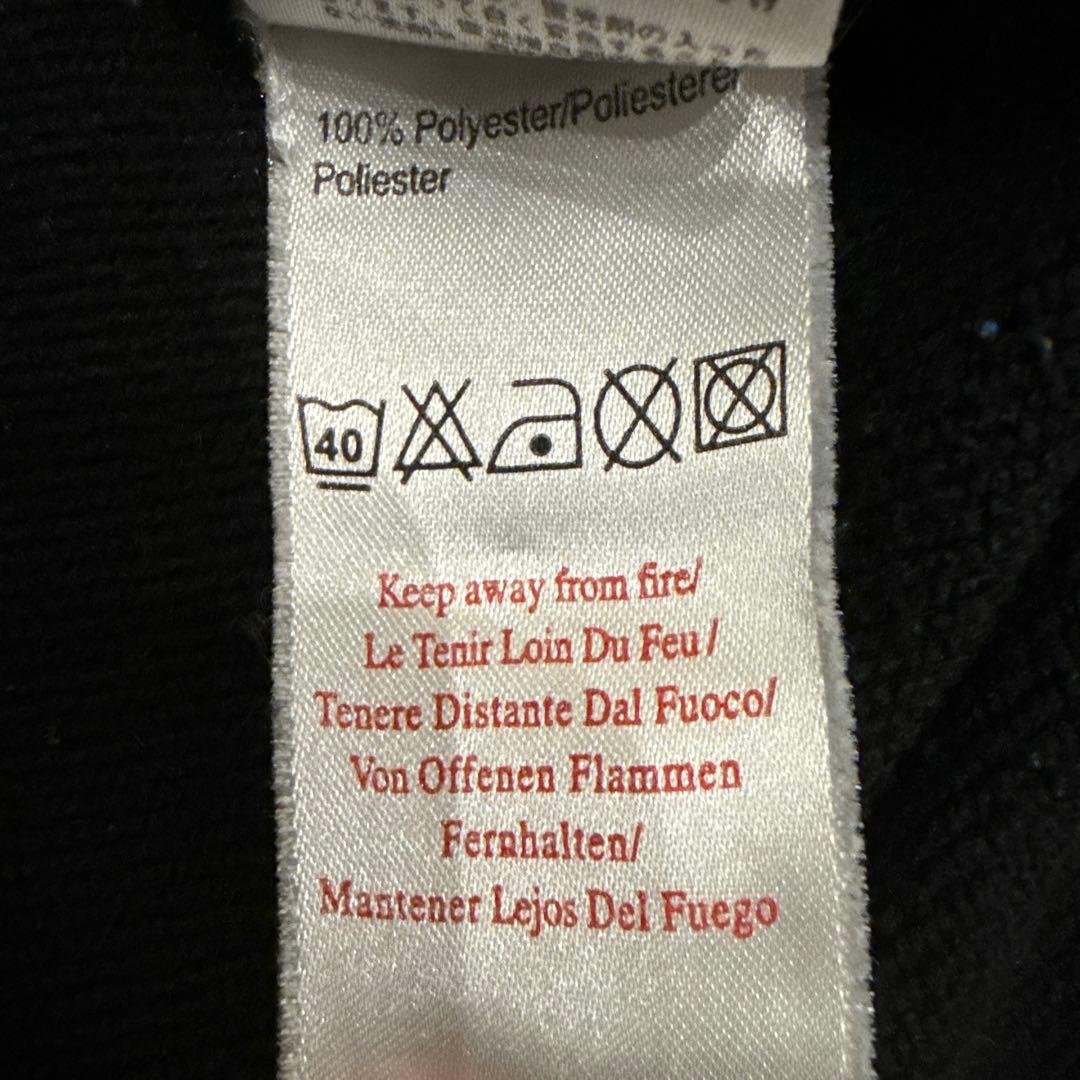 100% Polyester/Poliesterer
Poliester
40
Keep away from fire/
Le Tenir Loin Du Feu /
Tenere Distante Dal Fuoco/
Von Offenen Flammen
Fernhalten/
Mantener Lejos Del Fuego